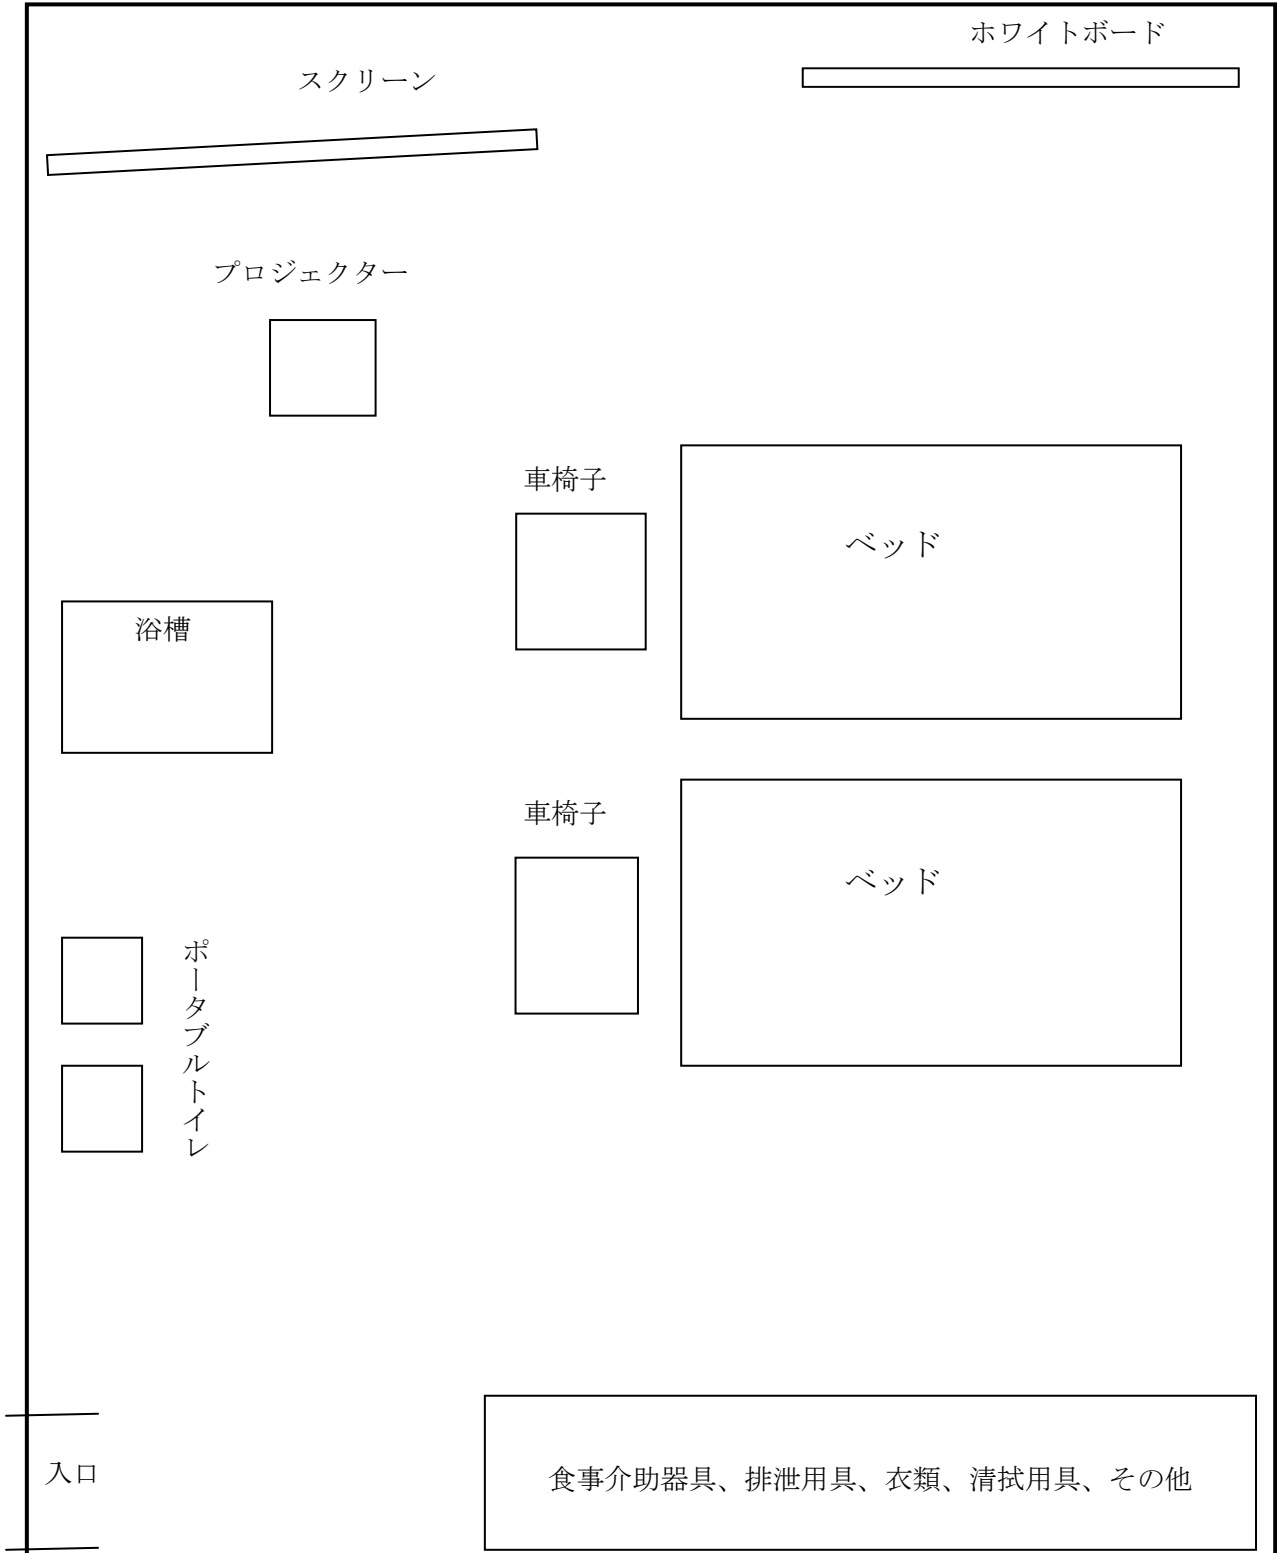 ホワイトボード
スクリーン
プロジェクター
車椅子
ベッド
浴槽
車椅子
ベッド
ポータブルトイレ
入口
食事介助器具、排泄用具、衣類、清拭用具、その他